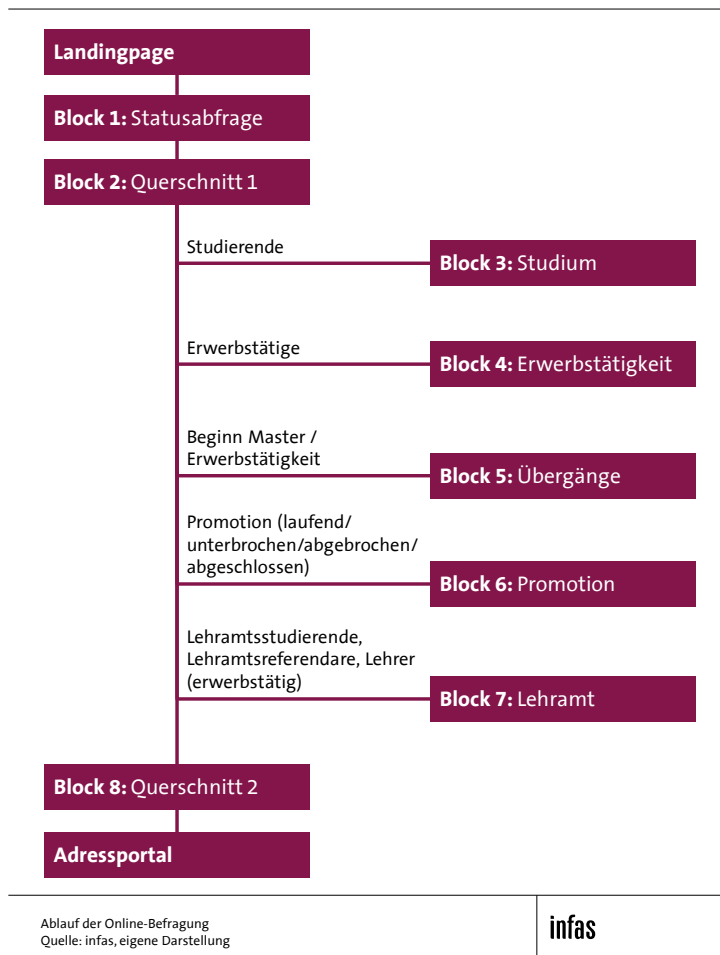 Landingpage
Block 1: Statusabfrage
Block 2: Querschnitt 1
Studierende
Block 3: Studium
Erwerbstätige
Block 4: Erwerbstätigkeit
Beginn Master /
Erwerbstätigkeit
Block 5: Übergänge
Promotion (laufend/
unterbrochen/abgebrochen/
abgeschlossen)
Block 6: Promotion
Lehramtsstudierende,
Lehramtsreferendare, Lehrer
(erwerbstätig)
Block 7: Lehramt
Block 8: Querschnitt 2
Adressportal
Ablauf der Online-Befragung
Quelle: infas, eigene Darstellung
infas